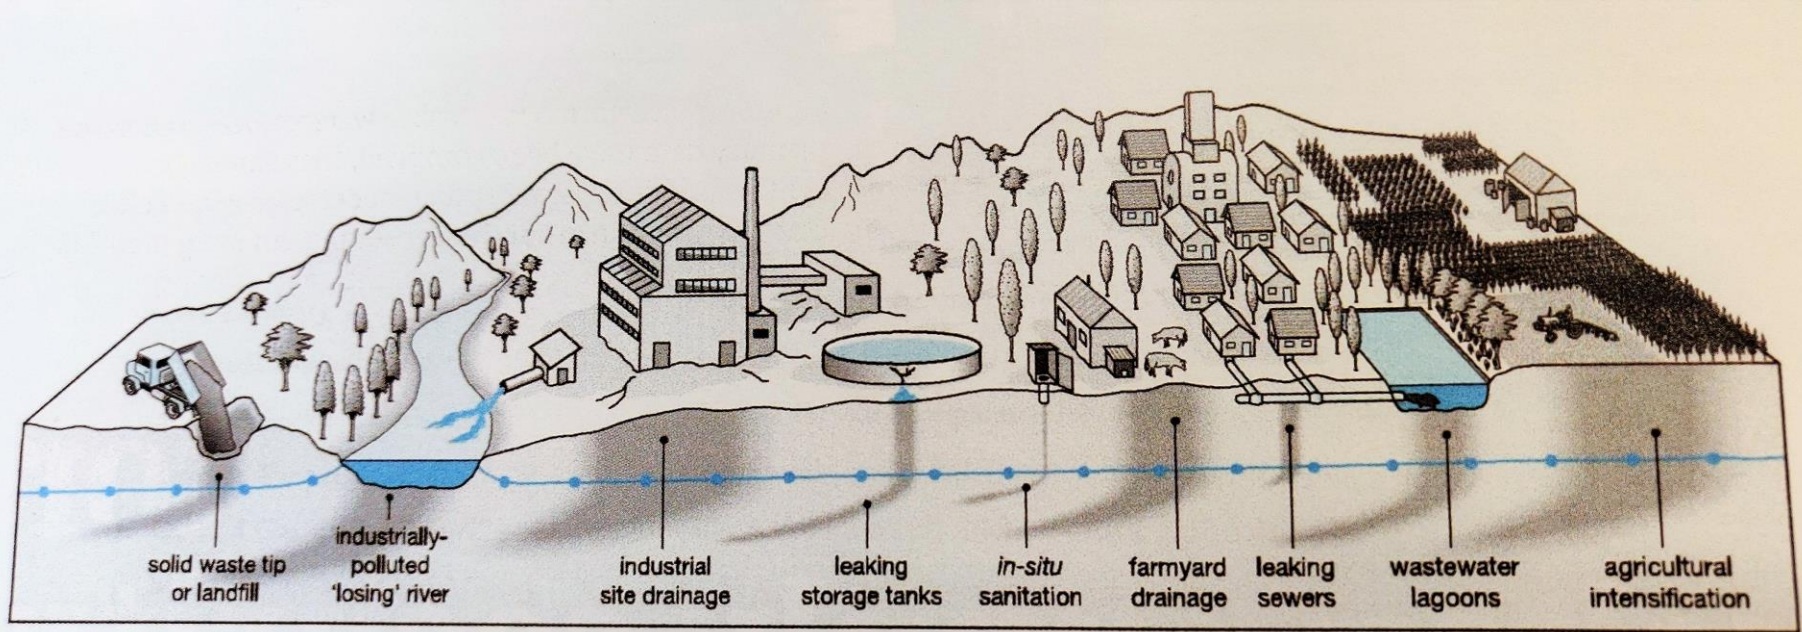 solid waste tip
or landfill
industrially-
polluted
'losing' river
industrial
site drainage
leaking
storage tanks
in-situ
sanitation
farmyard
drainage
leaking
sewers
wastewater
lagoons
agricultural
intensification